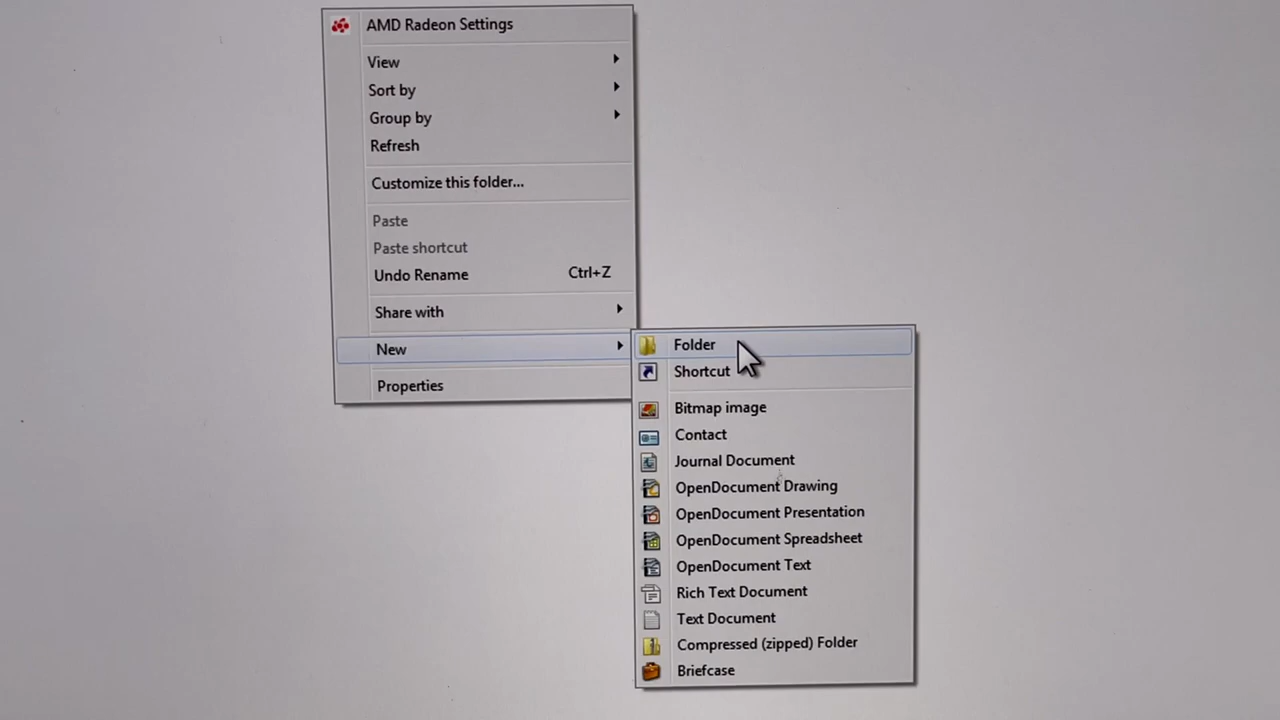 AMD Radeon Settings
View
Sort by
Group by
Refresh
Customize this folder...
Paste
Paste shortcut
Undo Rename Ctrl+Z
Share with
New
Properties
Folder
Shortcut
Bitmap image
Contact
Journal Document
OpenDocument Drawing
OpenDocument Presentation
OpenDocument Spreadsheet
OpenDocument Text
Rich Text Document
Text Document
Compressed (zipped) Folder
Briefcase